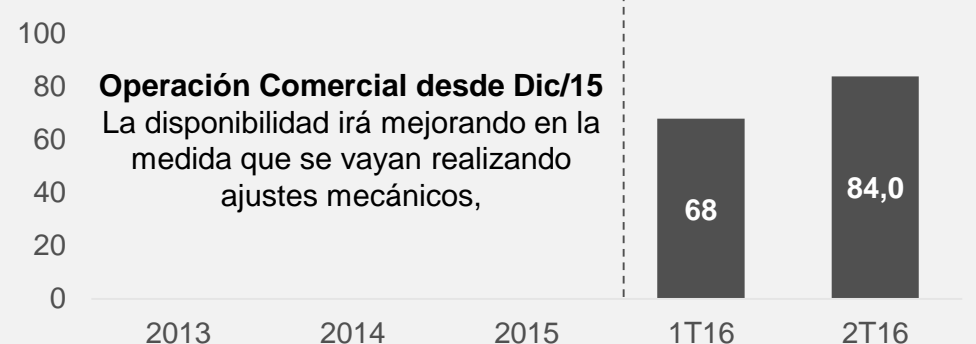 100
80
60
40
20
0
Operación Comercial desde Dic/15
La disponibilidad irá mejorando en la
medida que se vayan realizando
ajustes mecánicos,
68
84,0
2013 2014 2015 1T16 2T16